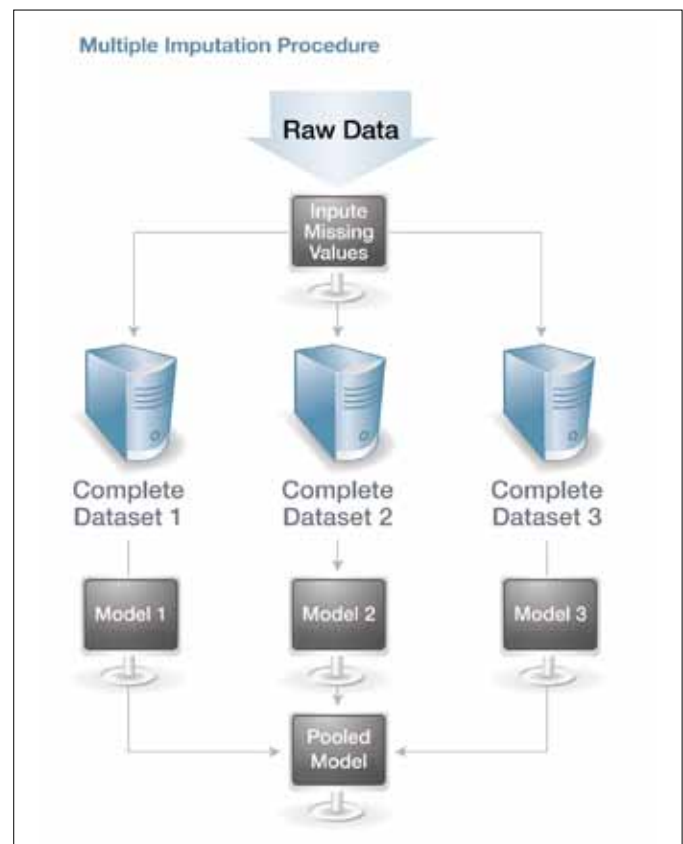 Multiple Imputation Procedure
Raw Data
Inpute
Missing
Values
Complete
Dataset 1
Complete
Dataset 2
Complete
Dataset 3
Model 1
Model 2
Model 3
Pooled
Model